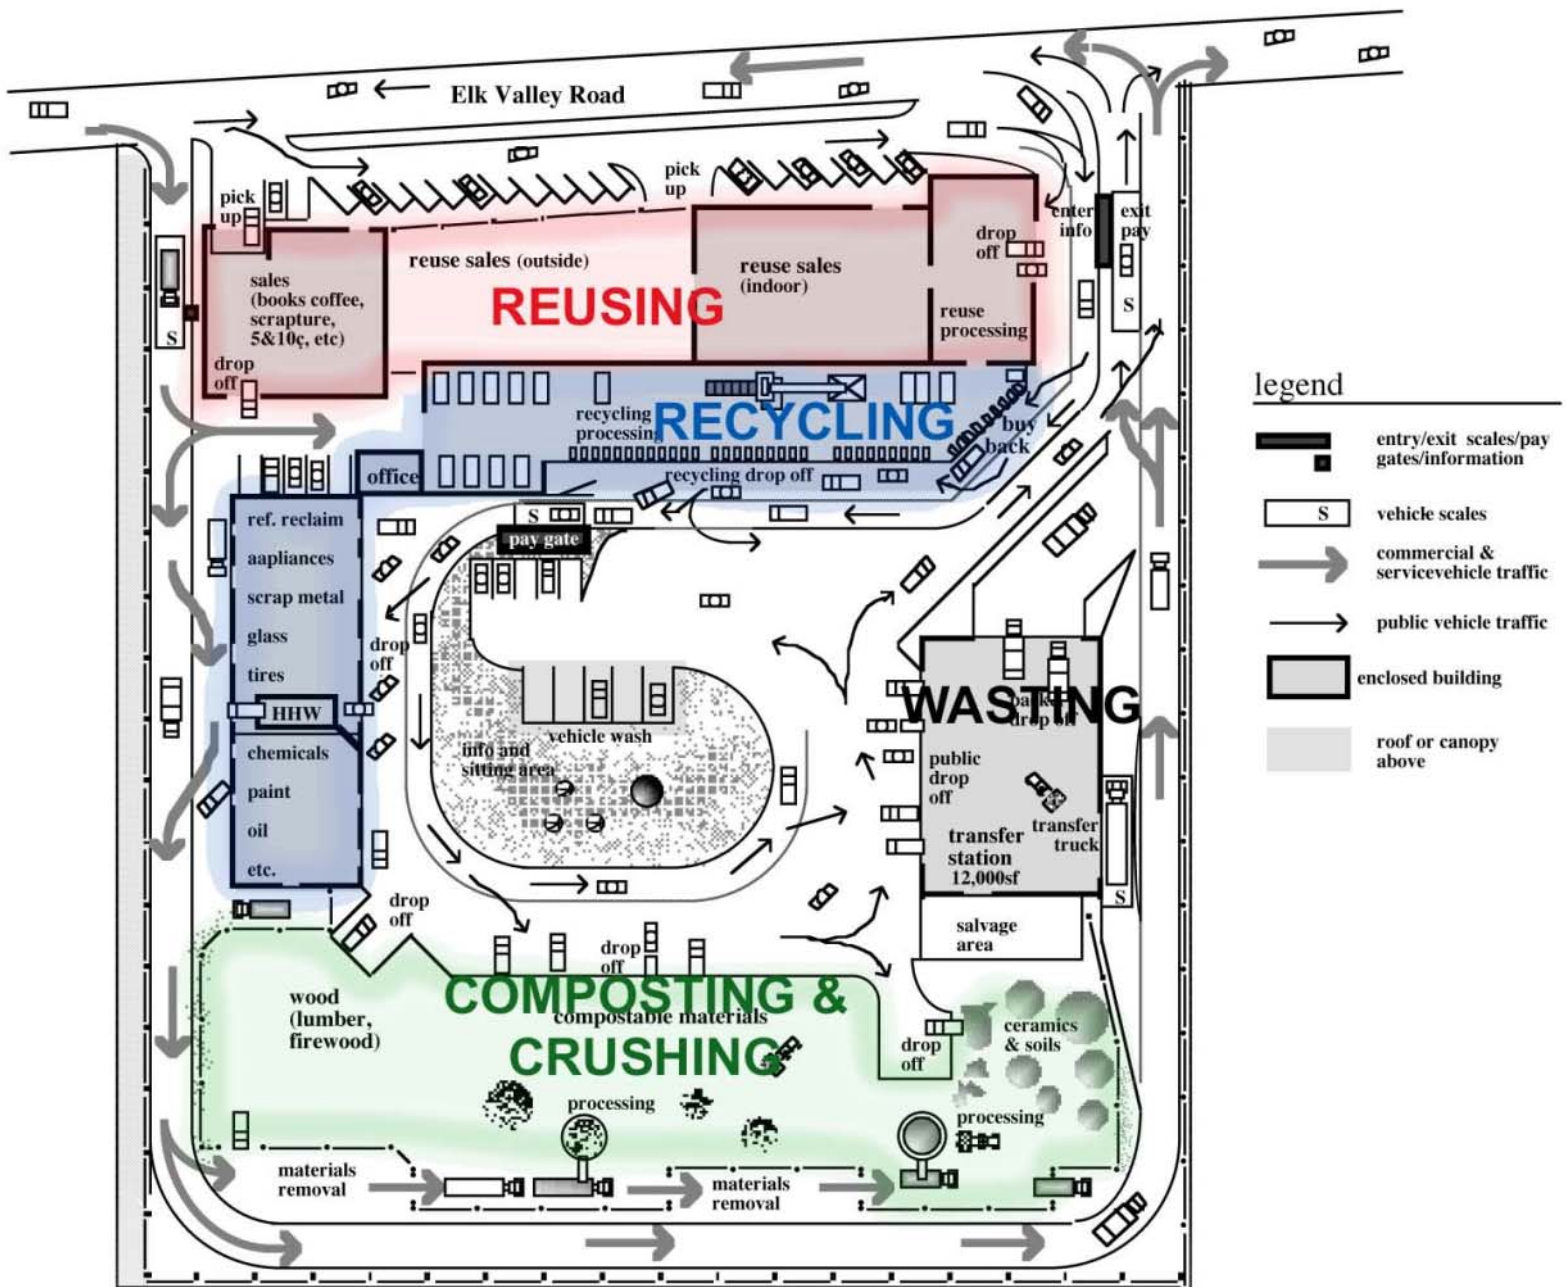 Elk Valley Road
pick
up
pick
up
enter
info
exit
pay
S
drop
off
sales
(books coffee,
scrapture,
5&10¢, etc)
reuse sales (outside)
reuse sales
(indoor)
REUSING
reuse
processing
S
drop
off
recycling
processing
RECYCLING
buy
back
office
recycling drop off
S
pay gate
ref. reclaim
aapliances
scrap metal
glass
tires
HHW
chemicals
paint
oil
etc.
drop
off
vehicle wash
info and
sitting area
WASTING
drop off
public
drop
off
transfer
station
12,000sf
transfer
truck
S
salvage
area
drop
off
drop
off
wood
(lumber,
firewood)
COMPOSTING &
compostable materials
CRUSHING
processing
drop
off
ceramics
& soils
processing
materials
removal
materials
removal
legend
entry/exit scales/pay
gates/information
S
vehicle scales
commercial &
servicevehicle traffic
public vehicle traffic
enclosed building
roof or canopy
above